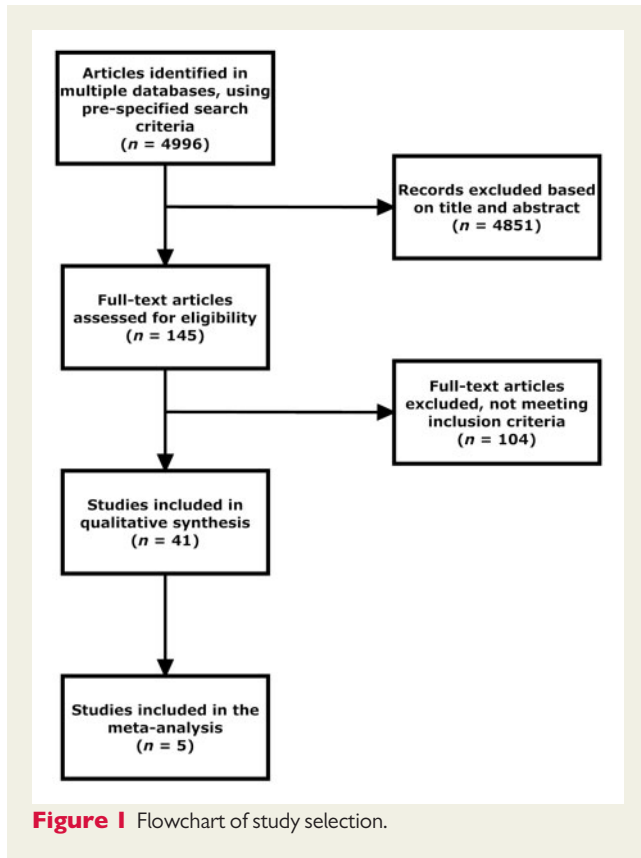 Articles identified in
multiple databases, using
pre-specified search
criteria
(n = 4996)
Records excluded based
on title and abstract
(n = 4851)
Full-text articles
assessed for eligibility
(n = 145)
Full-text articles
excluded, not meeting
inclusion criteria
(n = 104)
Studies included in
qualitative synthesis
(n = 41)
Studies included in the
meta-analysis
(n = 5)
Figure 1 Flowchart of study selection.